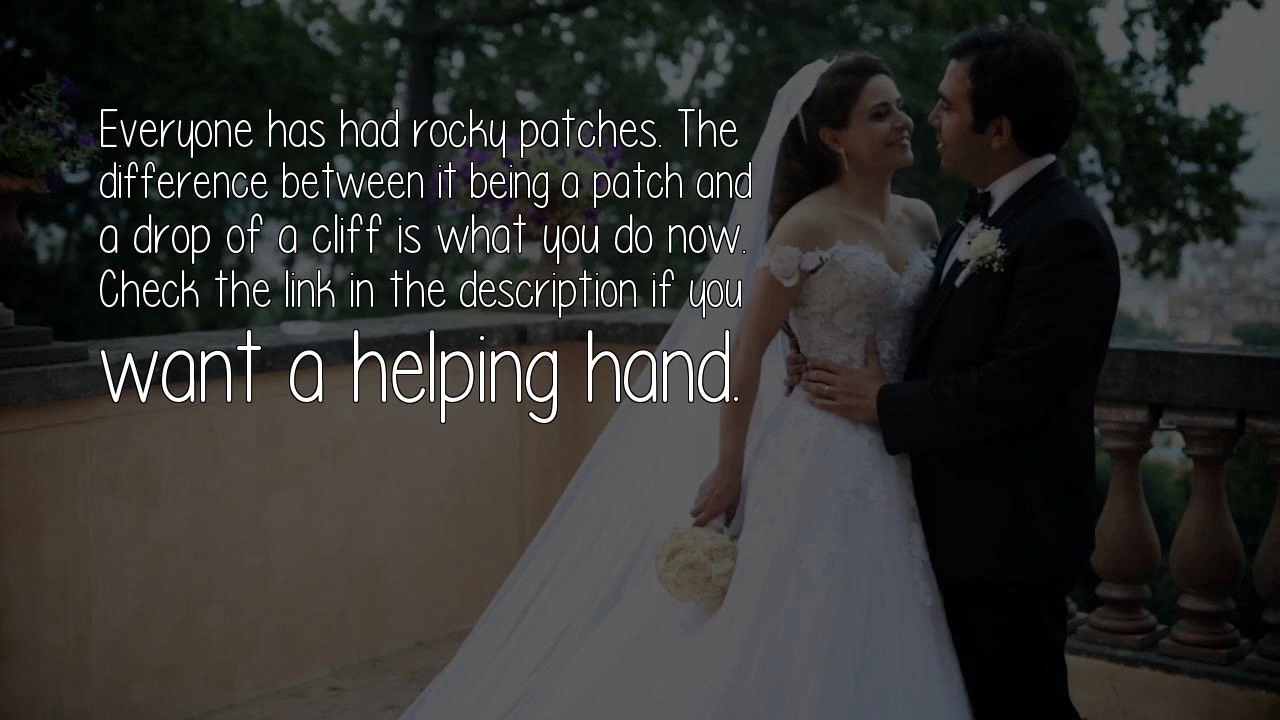 Everyone has had rocky patches. The
difference between it being a patch and
a drop of a cliff is what you do now.
Check the link in the description if you
want a helping hand.